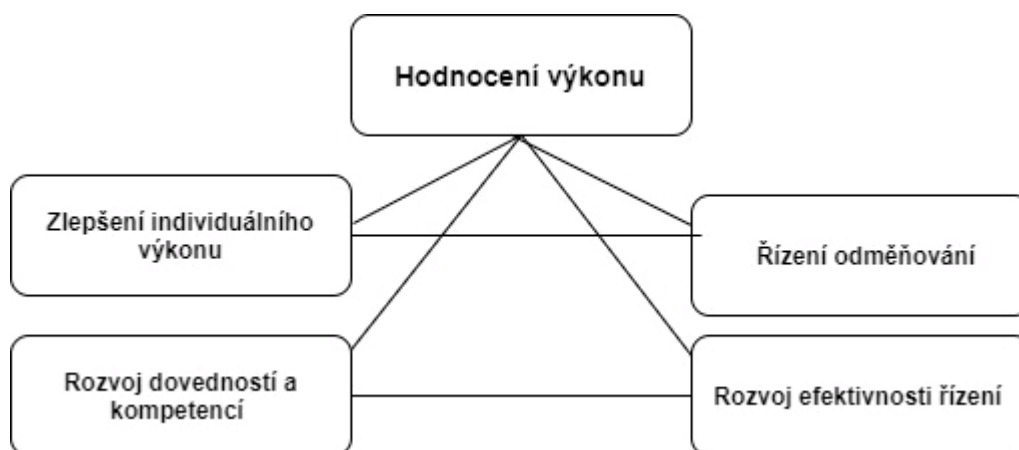 Hodnocení výkonu
Zlepšení individuálního
výkonu
Řízení odměňování
Rozvoj dovedností a
kompetencí
Rozvoj efektivnosti řízení